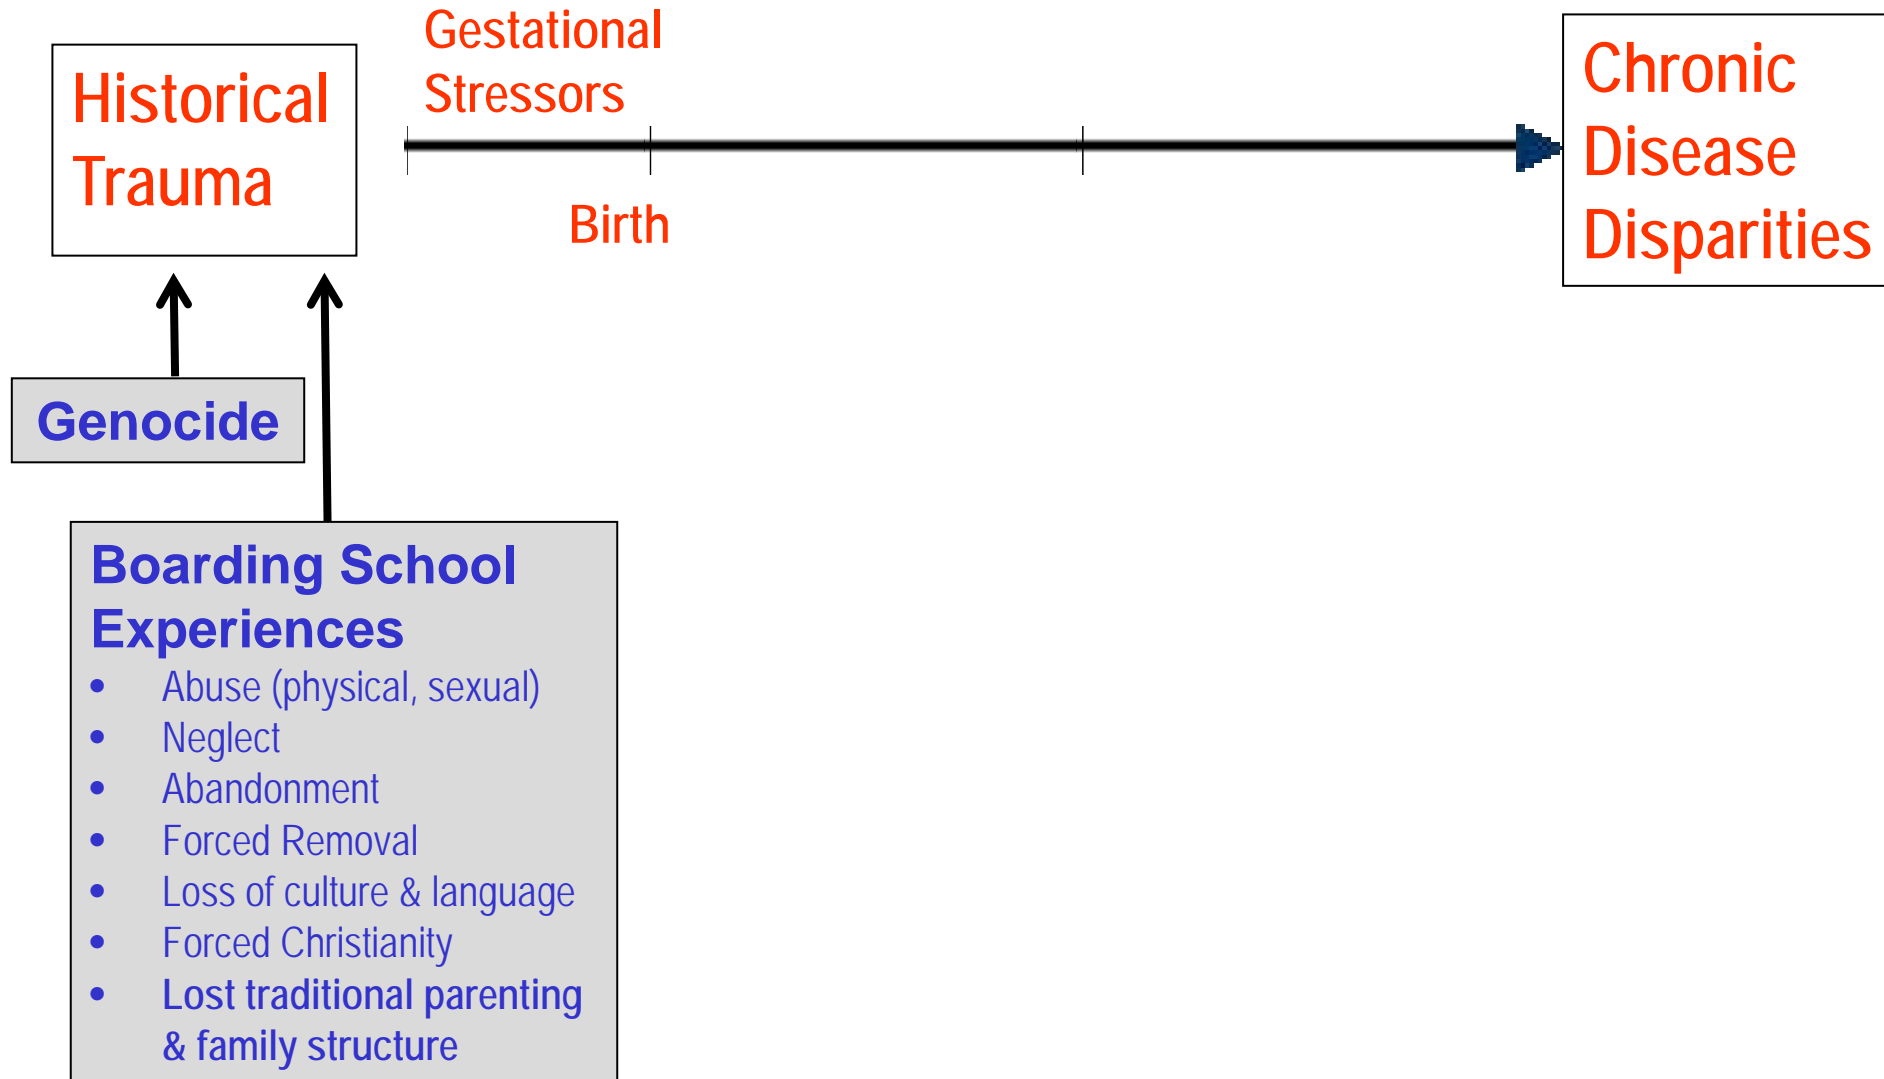 Historical
Trauma
Gestational
Stressors
Birth
Chronic
Disease
Disparities
Genocide
Boarding School
Experiences
• Abuse (physical, sexual)
• Neglect
• Abandonment
• Forced Removal
• Loss of culture & language
• Forced Christianity
• Lost traditional parenting
& family structure